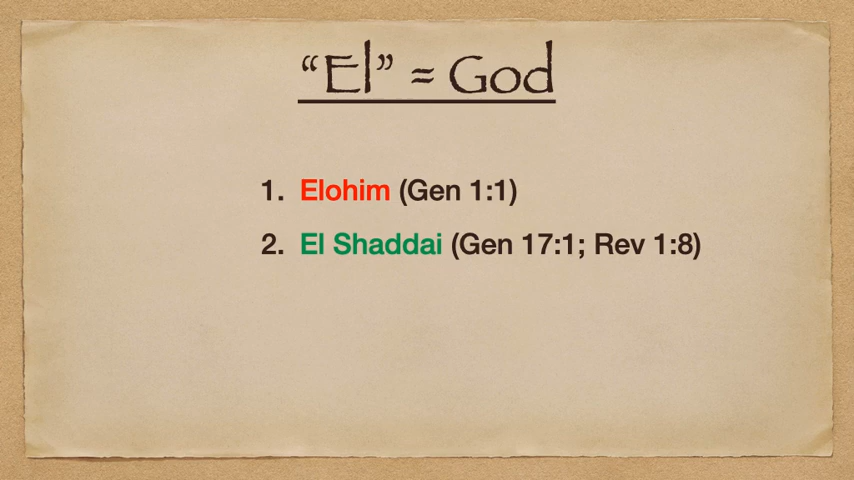 “El” = God
1. Elohim (Gen 1:1)
2. El Shaddai (Gen 17:1; Rev 1:8)